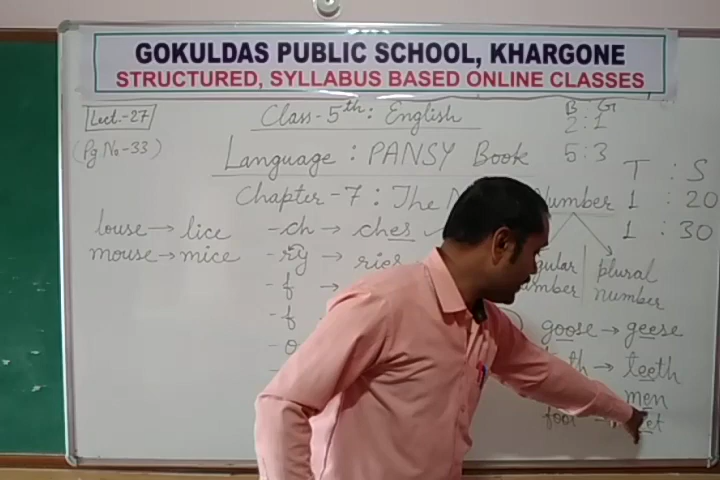 GOKULDAS PUBLIC SCHOOL, KHARGONE
STRUCTURED, SYLLABUS BASED ONLINE CLASSES
Lect.-27
(Pg No-33)
Class-5th: English
Language: PANSY Book
Chapter-7: The Number
B : G
2:1
5:3
T : S
1 : 20
1 : 30
louse → lice
mouse → mice
-ch → ches ✓
-ry → ries
-f →
-f
-o
plural
number
goose → geese
→ teeth
men
foot